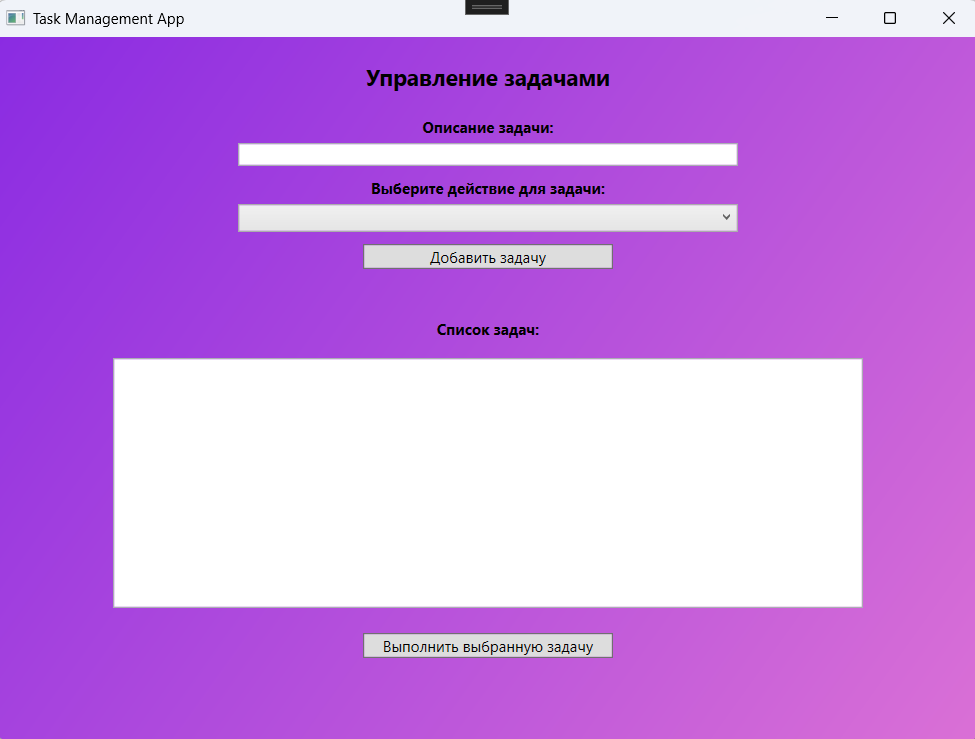 Task Management App
Управление задачами
Описание задачи:
Выберите действие для задачи:
Добавить задачу
Список задач:
Выполнить выбранную задачу